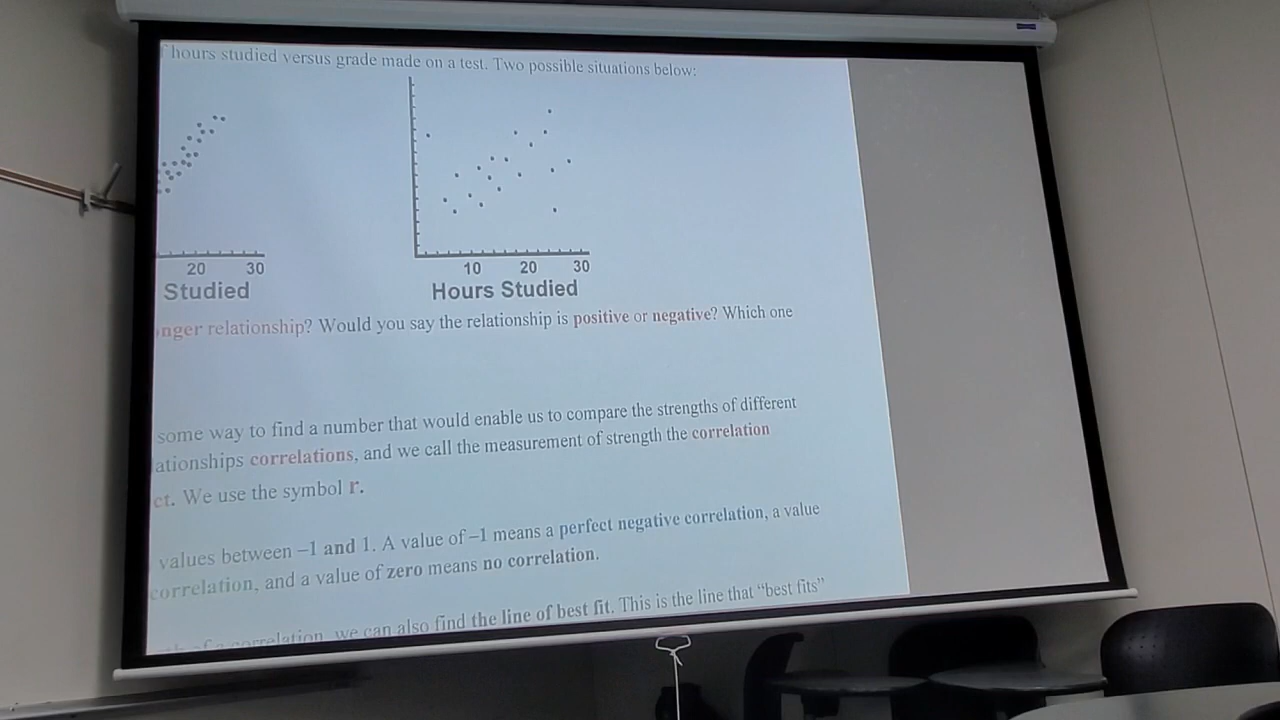 hours studied versus grade made on a test. Two possible situations below:
20 30
Studied
10 20 30
Hours Studied
nger relationship? Would you say the relationship is positive or negative? Which one
some way to find a number that would enable us to compare the strengths of different
ationships correlations, and we call the measurement of strength the correlation
ct. We use the symbol r.
values between –1 and 1. A value of –1 means a perfect negative correlation, a value
correlation, and a value of zero means no correlation.
of a correlation, we can also find the line of best fit. This is the line that “best fits”